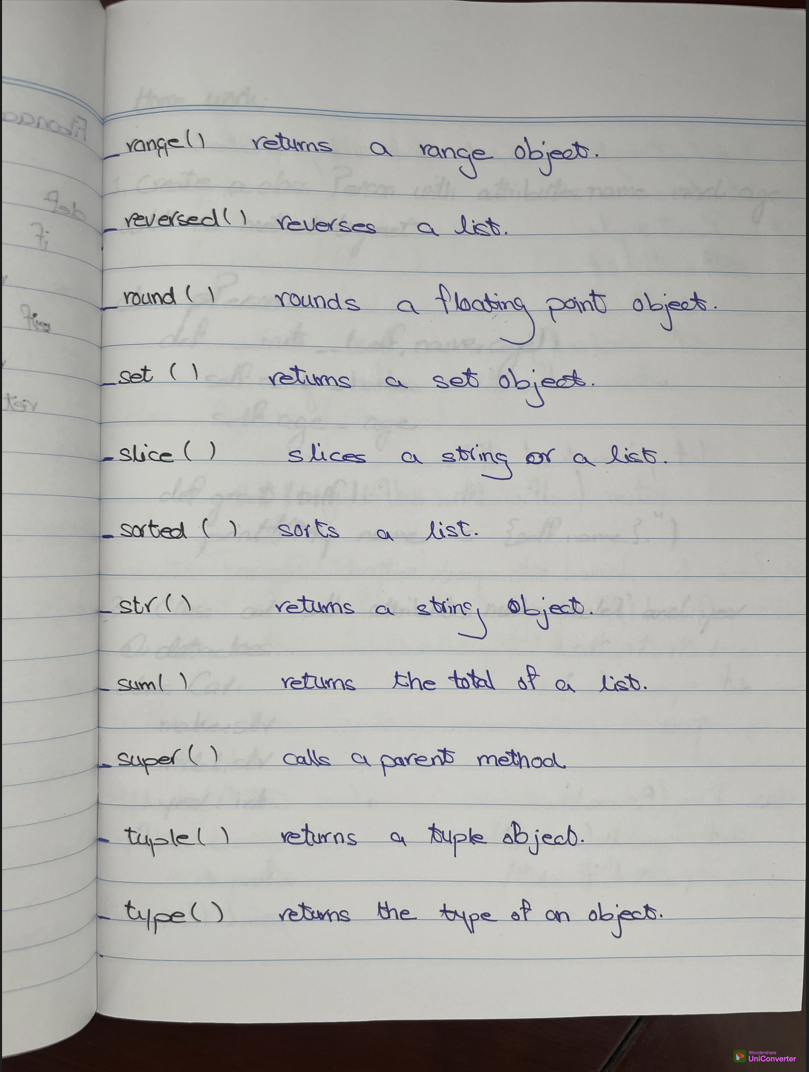 - range() returns a range object.
- reversed() reverses a list.
- round() rounds a floating point object.
- set () returns a set object.
- slice() slices a string or a list.
- sorted () sorts a list.
- str() returns a string object.
- sum() returns the total of a list.
- super() calls a parent method
- tuple() returns a tuple object.
- type() returns the type of an object.
Wondershare
UniConverter